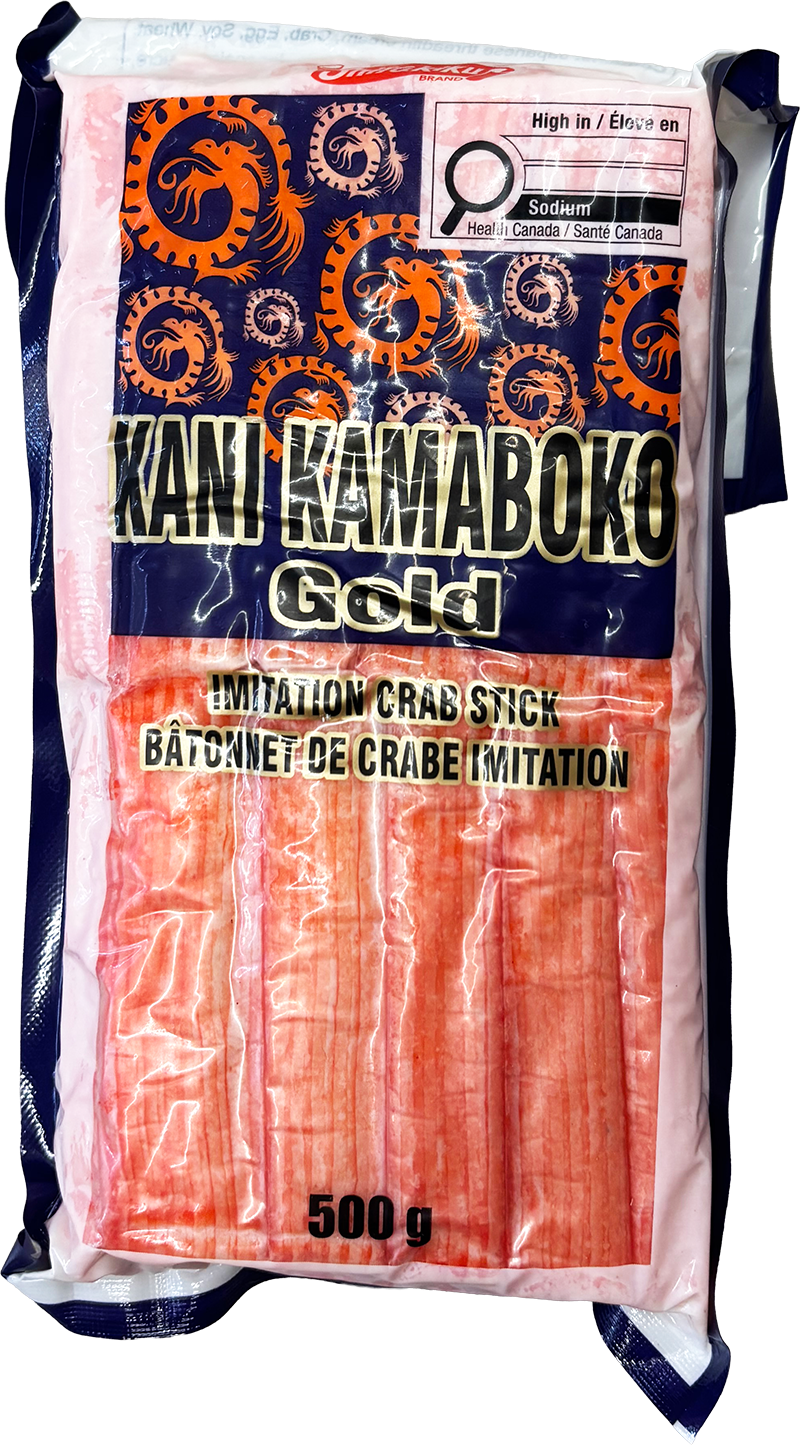 BRAND
High in / Élevé en
Sodium
Health Canada / Santé Canada
KANI KAMABOKO
Gold
IMITATION CRAB STICK
BÂTONNET DE CRABE IMITATION
500 g